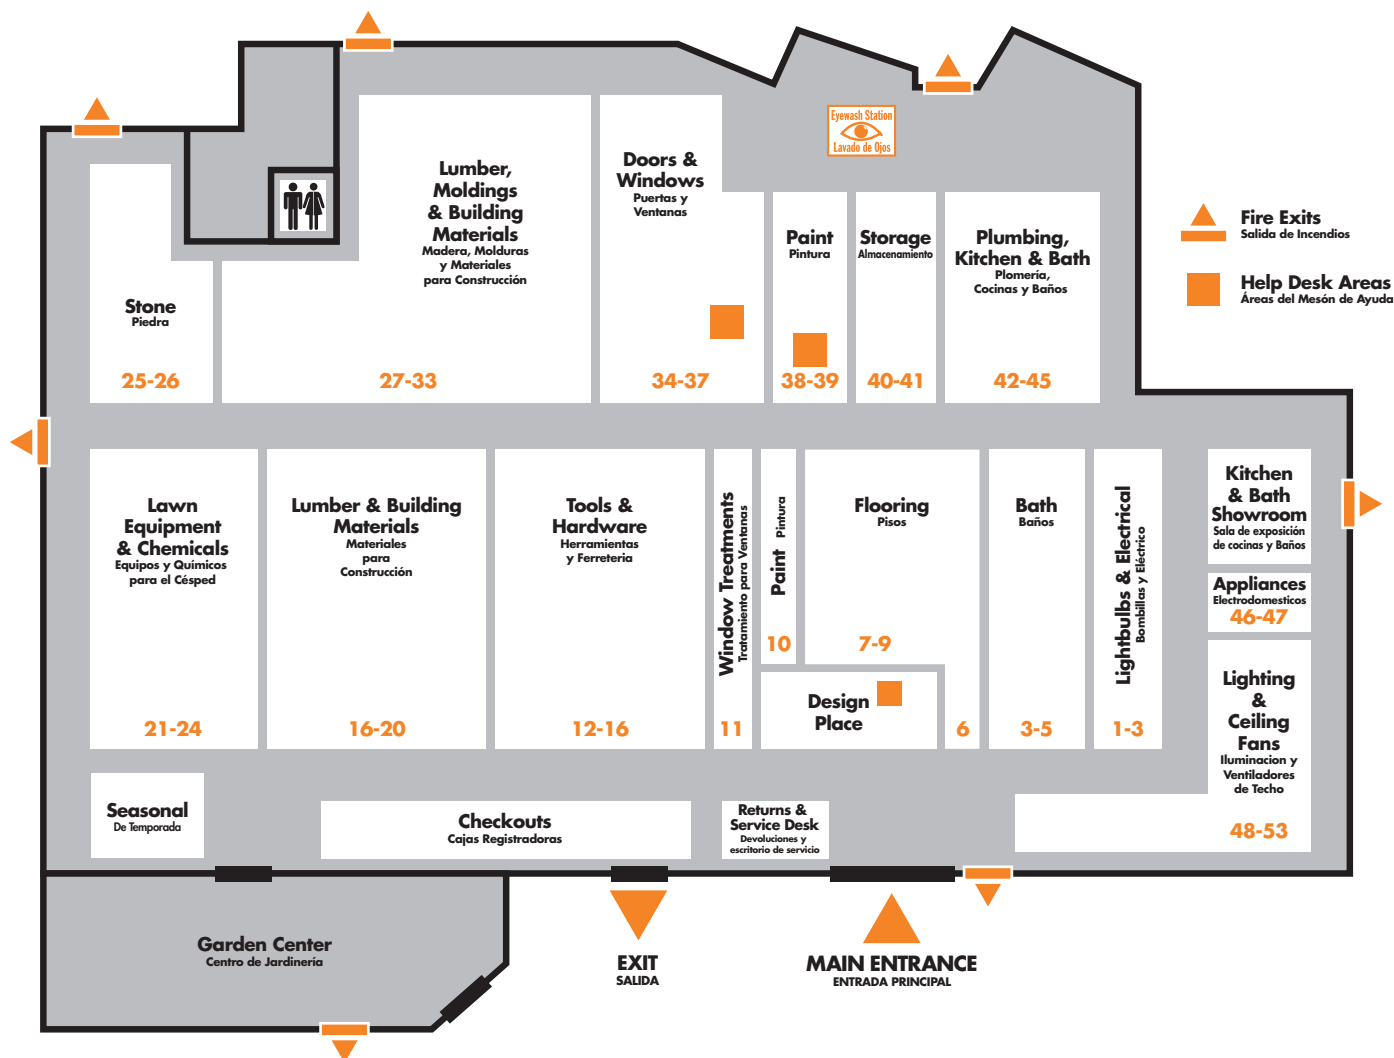 Eyewash Station
Lavado de Ojos
Lumber,
Moldings
& Building
Materials
Madera, Molduras
y Materiales
para Construcción
27-33
Doors &
Windows
Puertas y
Ventanas
34-37
Paint
Pintura
38-39
Storage
Almacenamiento
40-41
Plumbing,
Kitchen & Bath
Plomería,
Cocinas y Baños
42-45
Fire Exits
Salida de Incendios
Help Desk Areas
Áreas del Mesón de Ayuda
Stone
Piedra
25-26
Lawn
Equipment
& Chemicals
Equipos y Químicos
para el Césped
21-24
Lumber & Building
Materials
Materiales
para
Construcción
16-20
Tools &
Hardware
Herramientas
y Ferreteria
12-16
Window Treatments
Tratamiento para Ventanas
11
Paint Pintura
10
Flooring
Pisos
7-9
Design
Place
6
Bath
Baños
3-5
Lightbulbs & Electrical
Bombillas y Eléctrico
1-3
Kitchen
& Bath
Showroom
Sala de exposición
de cocinas y Baños
Appliances
Electrodomesticos
46-47
Lighting
&
Ceiling
Fans
Iluminacion y
Ventiladores
de Techo
48-53
Seasonal
De Temporada
Checkouts
Cajas Registradoras
Returns &
Service Desk
Devoluciones y
escritorio de servicio
Garden Center
Centro de Jardinería
EXIT
SALIDA
MAIN ENTRANCE
ENTRADA PRINCIPAL